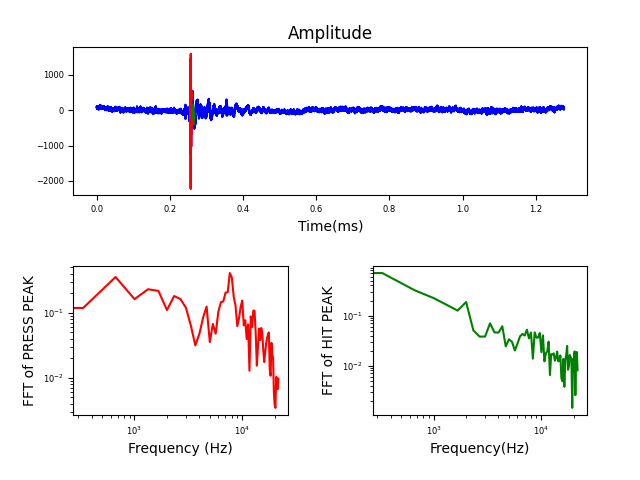 Amplitude
1000
0
−1000
−2000
0.0 0.2 0.4 0.6 0.8 1.0 1.2
Time(ms)
FFT of PRESS PEAK
10⁻¹
10⁻²
10³ 10⁴
Frequency (Hz)
FFT of HIT PEAK
10⁻¹
10⁻²
10³ 10⁴
Frequency(Hz)